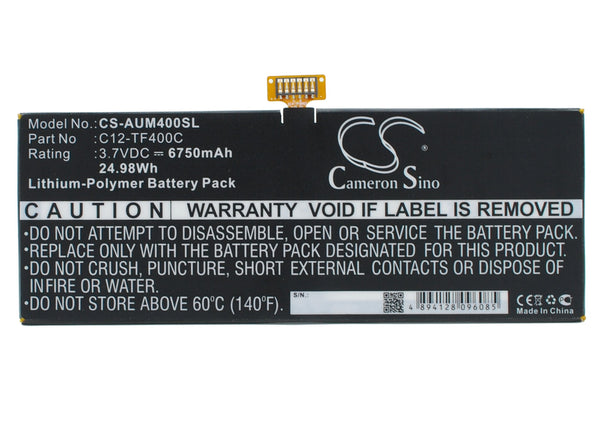 Model No.: CS-AUM400SL
Part No : C12-TF400C
Rating : 3.7VDC = 6750mAh
24.98Wh
Lithium-Polymer Battery Pack
CS
Cameron Sino
CAUTION WARRANTY VOID IF LABEL IS REMOVED
•DO NOT ATTEMPT TO DISASSEMBLE, OPEN OR SERVICE THE BATTERY PACK.
•REPLACE ONLY WITH THE BATTERY PACK DESIGNATED FOR THIS PRODUCT.
•DO NOT CRUSH, PUNCTURE, SHORT EXTERNAL CONTACTS OR DISPOSE OF IN
FIRE OR WATER.
•DO NOT STORE ABOVE 60°C (140°F)
S/N.:
4 894128 096085
CE